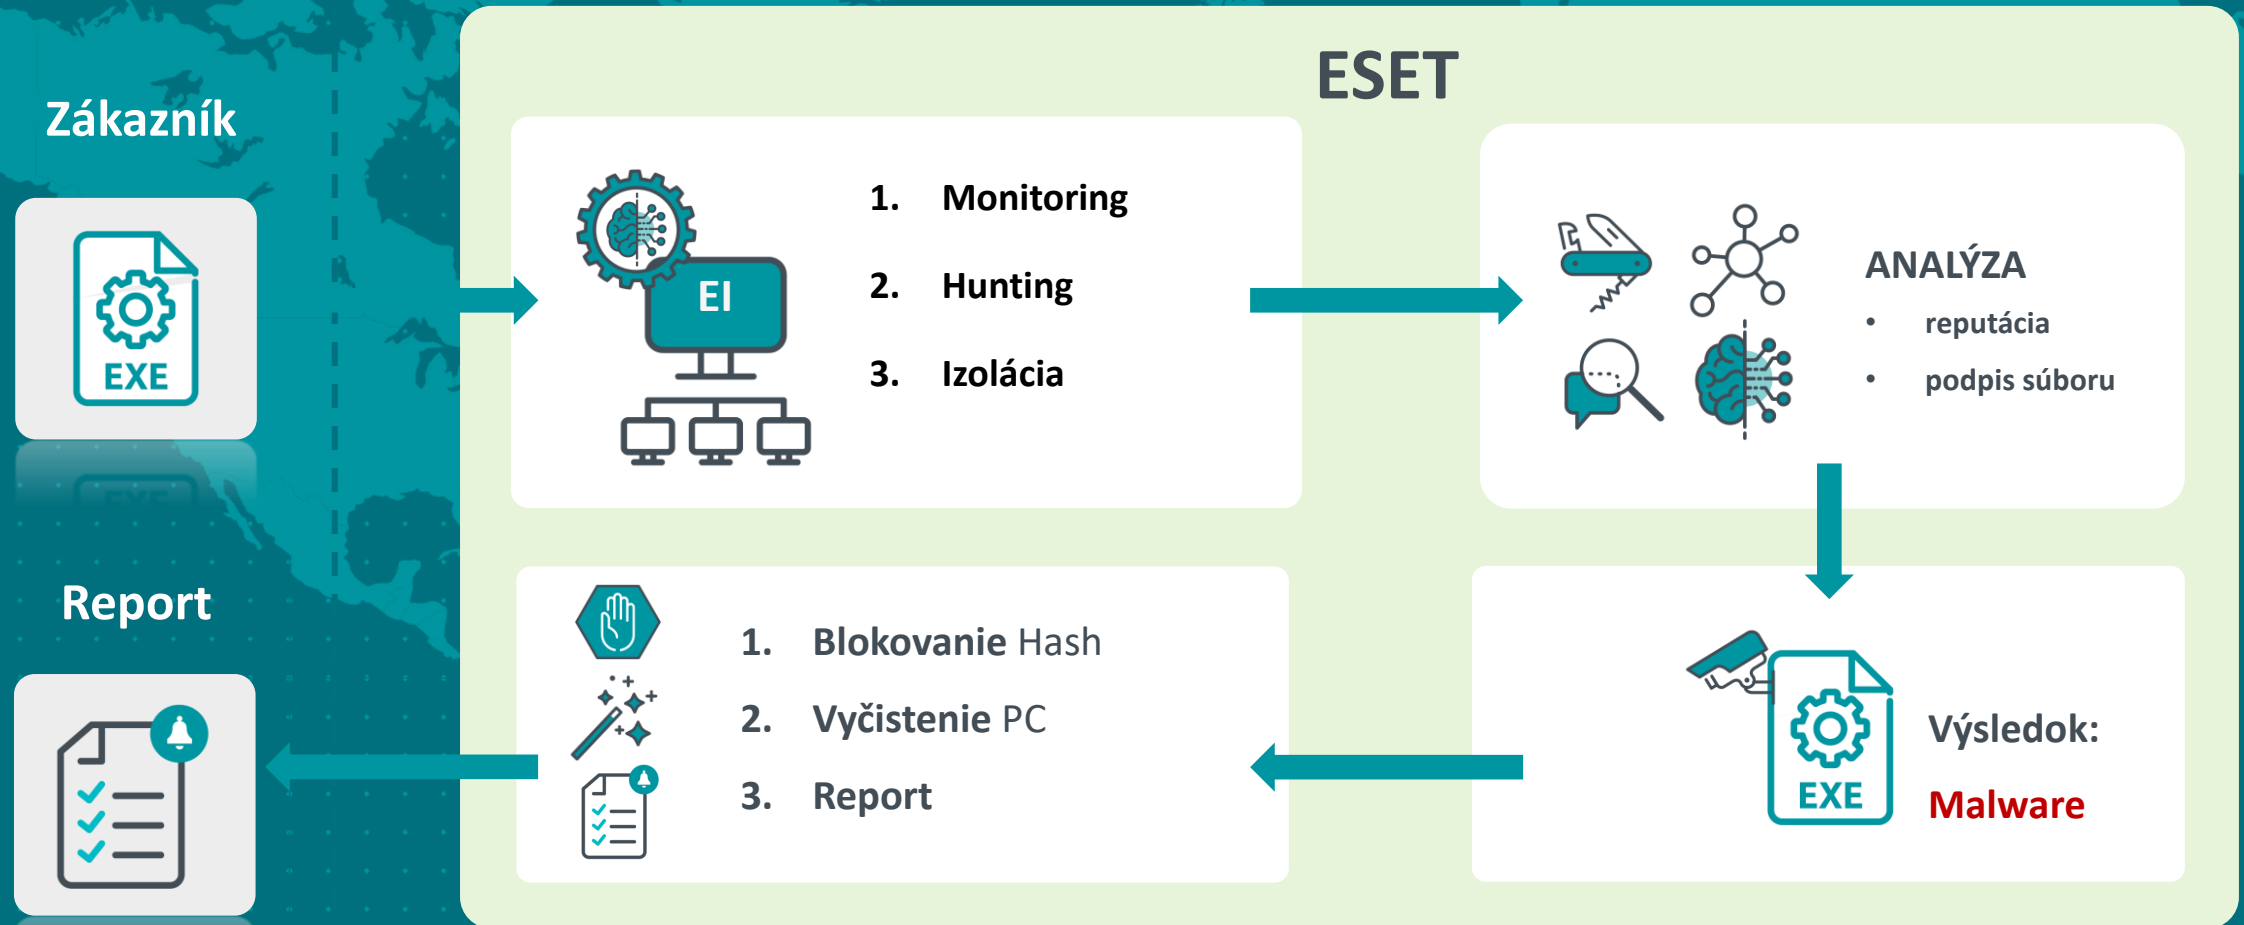 ESET
Zákazník
EXE
EI
1. Monitoring
2. Hunting
3. Izolácia
ANALÝZA
• reputácia
• podpis súboru
EXE
Výsledok:
Malware
1. Blokovanie Hash
2. Vyčistenie PC
3. Report
Report